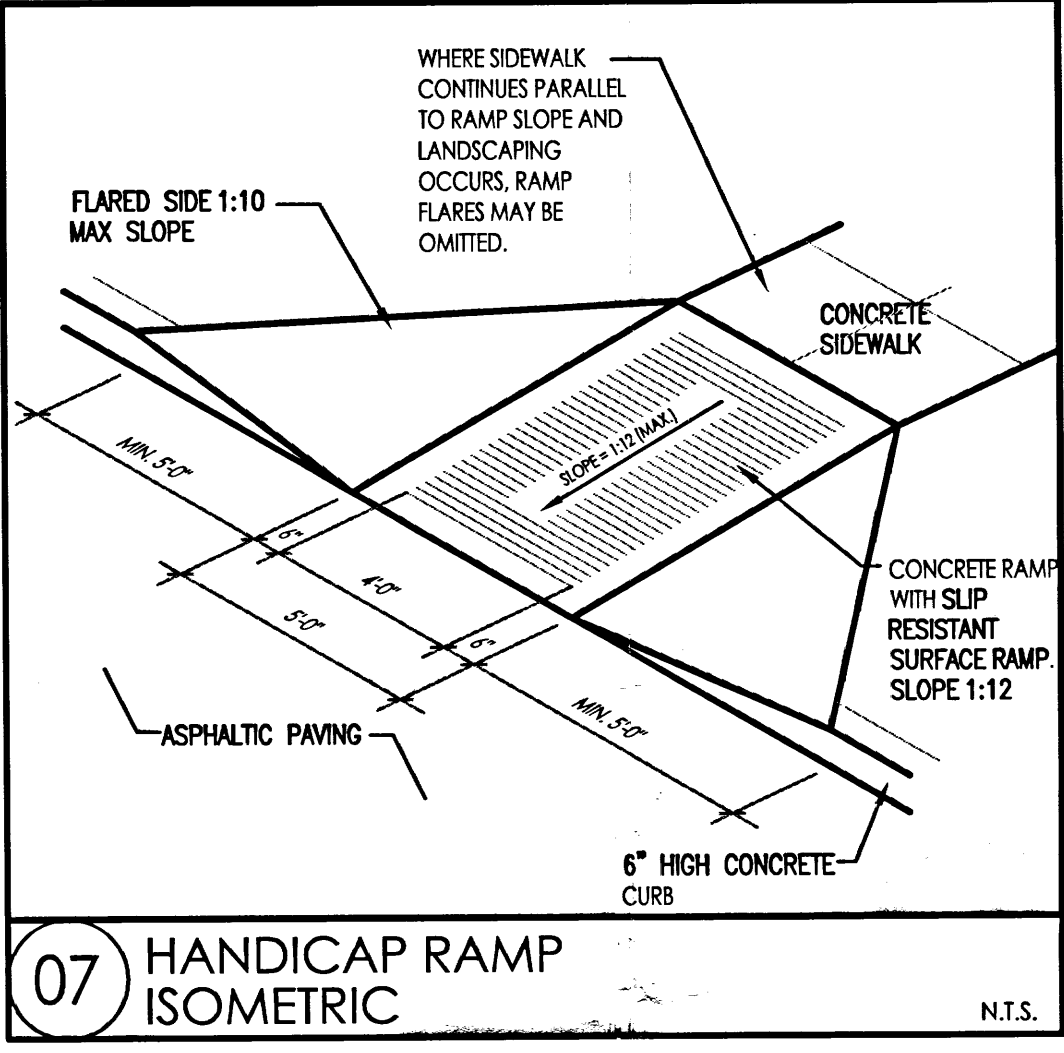 WHERE SIDEWALK
CONTINUES PARALLEL
TO RAMP SLOPE AND
LANDSCAPING
OCCURS, RAMP
FLARES MAY BE
OMITTED.
FLARED SIDE 1:10
MAX SLOPE
CONCRETE
SIDEWALK
SLOPE = 1:12 (MAX.)
MIN. 5'-0"
6"
4'-0"
5'-0"
6"
MIN. 5'-0"
CONCRETE RAMP
WITH SLIP
RESISTANT
SURFACE RAMP.
SLOPE 1:12
ASPHALTIC PAVING
6" HIGH CONCRETE
CURB
07
HANDICAP RAMP
ISOMETRIC
N.T.S.